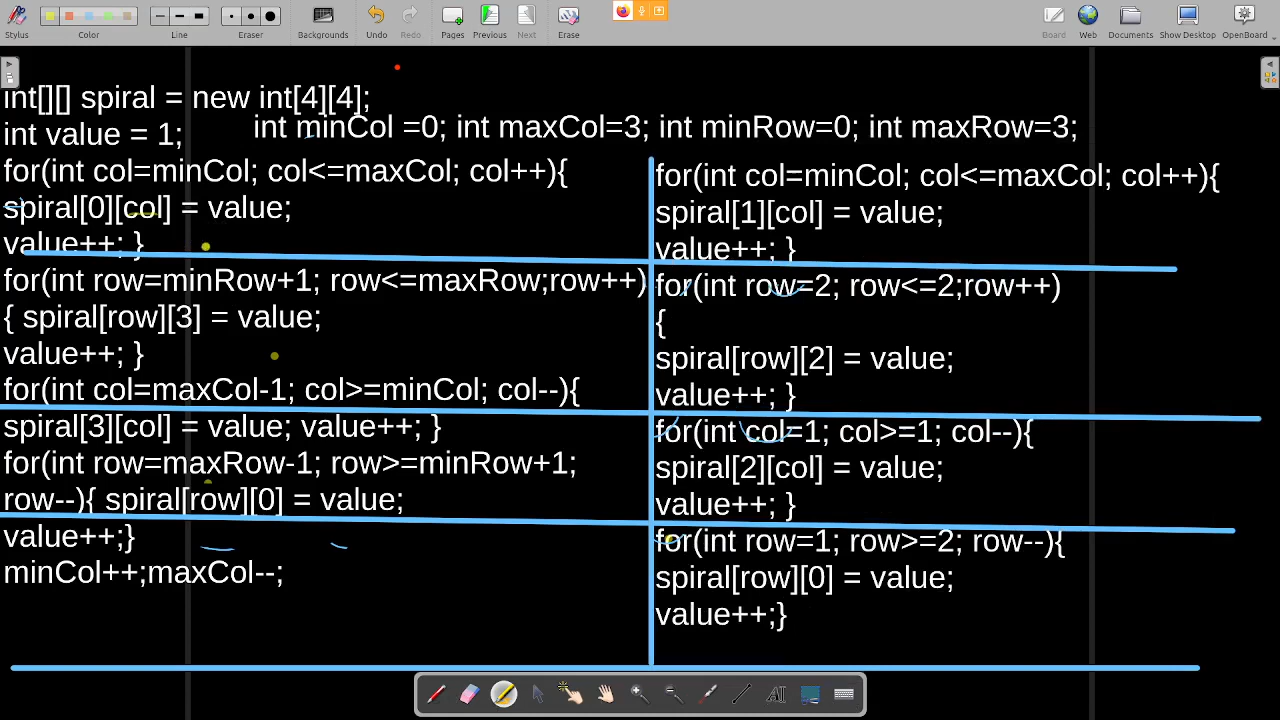 Stylus
Color
Line
Eraser
Backgrounds
Undo
Redo
Pages
Previous
Next
Erase
Board
Web
Documents
Show Desktop
OpenBoard
int[][] spiral = new int[4][4];
int value = 1;
int minCol =0; int maxCol=3; int minRow=0; int maxRow=3;
for(int col=minCol; col<=maxCol; col++){
spiral[0][col] = value;
value++; }
for(int row=minRow+1; row<=maxRow;row++)
{ spiral[row][3] = value;
value++; }
for(int col=maxCol-1; col>=minCol; col--){
spiral[3][col] = value; value++; }
for(int row=maxRow-1; row>=minRow+1;
row--){ spiral[row][0] = value;
value++;}
minCol++;maxCol--;
for(int col=minCol; col<=maxCol; col++){
spiral[1][col] = value;
value++; }
for(int row=2; row<=2;row++)
{
spiral[row][2] = value;
value++; }
for(int col=1; col>=1; col--){
spiral[2][col] = value;
value++; }
for(int row=1; row>=2; row--){
spiral[row][0] = value;
value++;}